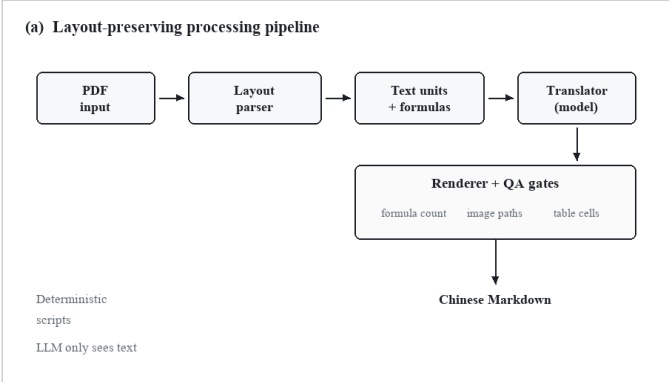 (a) Layout-preserving processing pipeline
PDF
input
Layout
parser
Text units
+ formulas
Translator
(model)
Renderer + QA gates
formula count image paths table cells
Chinese Markdown
Deterministic
scripts
LLM only sees text